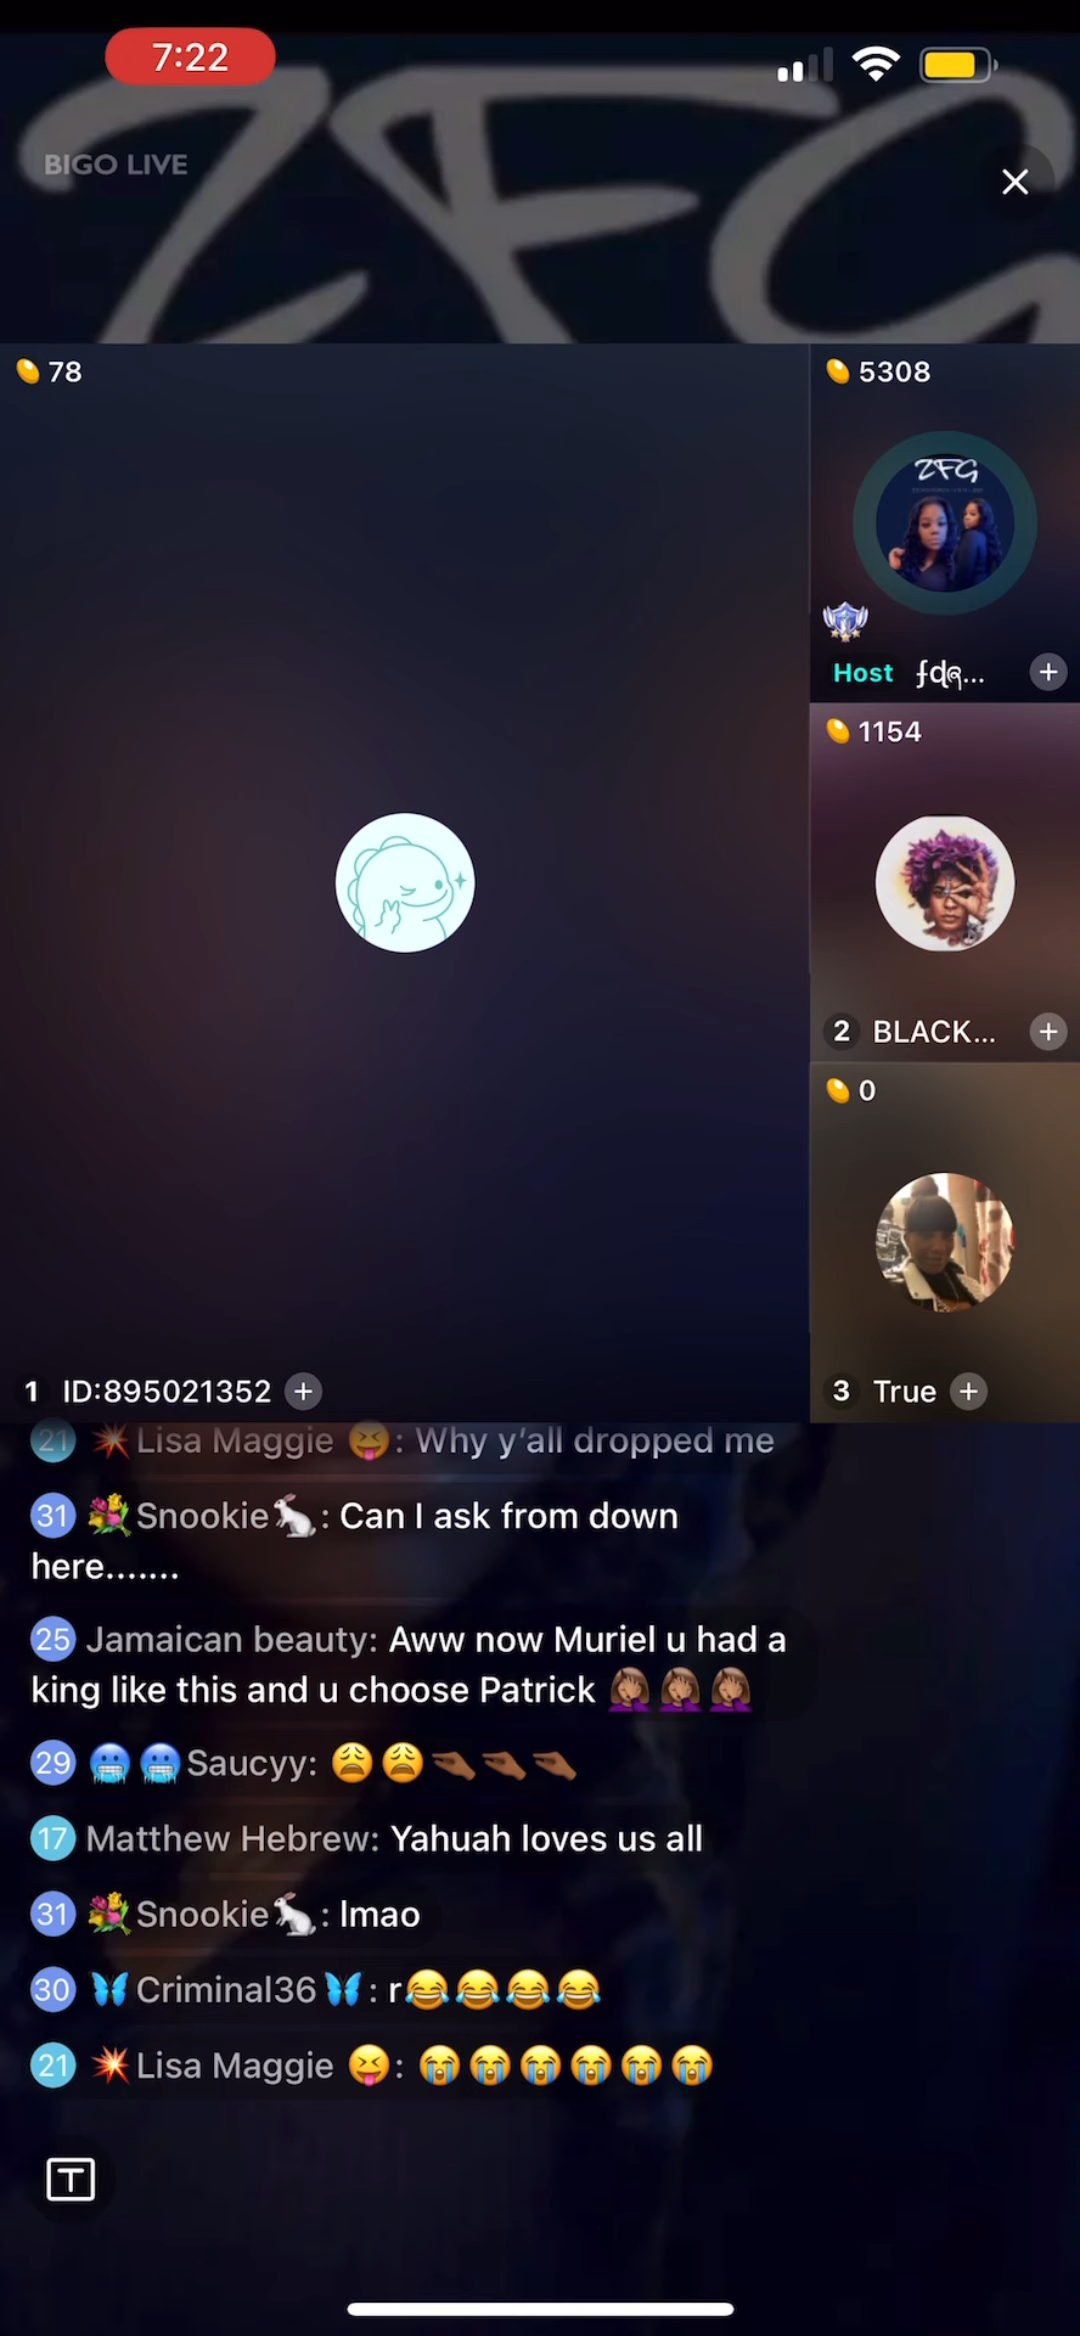 7:22
ZFG
BIGO LIVE
78
5308
ZFG
Host
1154
2 BLACK...
0
1 ID:895021352 +
3 True +
21 💥Lisa Maggie 😝: Why y'all dropped me
31 💐Snookie🐇: Can I ask from down
here.......
25 Jamaican beauty: Aww now Muriel u had a
king like this and u choose Patrick 🤦🏽‍♀️🤦🏽‍♀️🤦🏽‍♀️
29 🥶🥶Saucyy: 😩😩🫱🏾🫱🏾🫱🏾
17 Matthew Hebrew: Yahuah loves us all
31 💐Snookie🐇: lmao
30 🦋Criminal36🦋: r😂😂😂😂
21 💥Lisa Maggie 😝: 😭😭😭😭😭😭
T